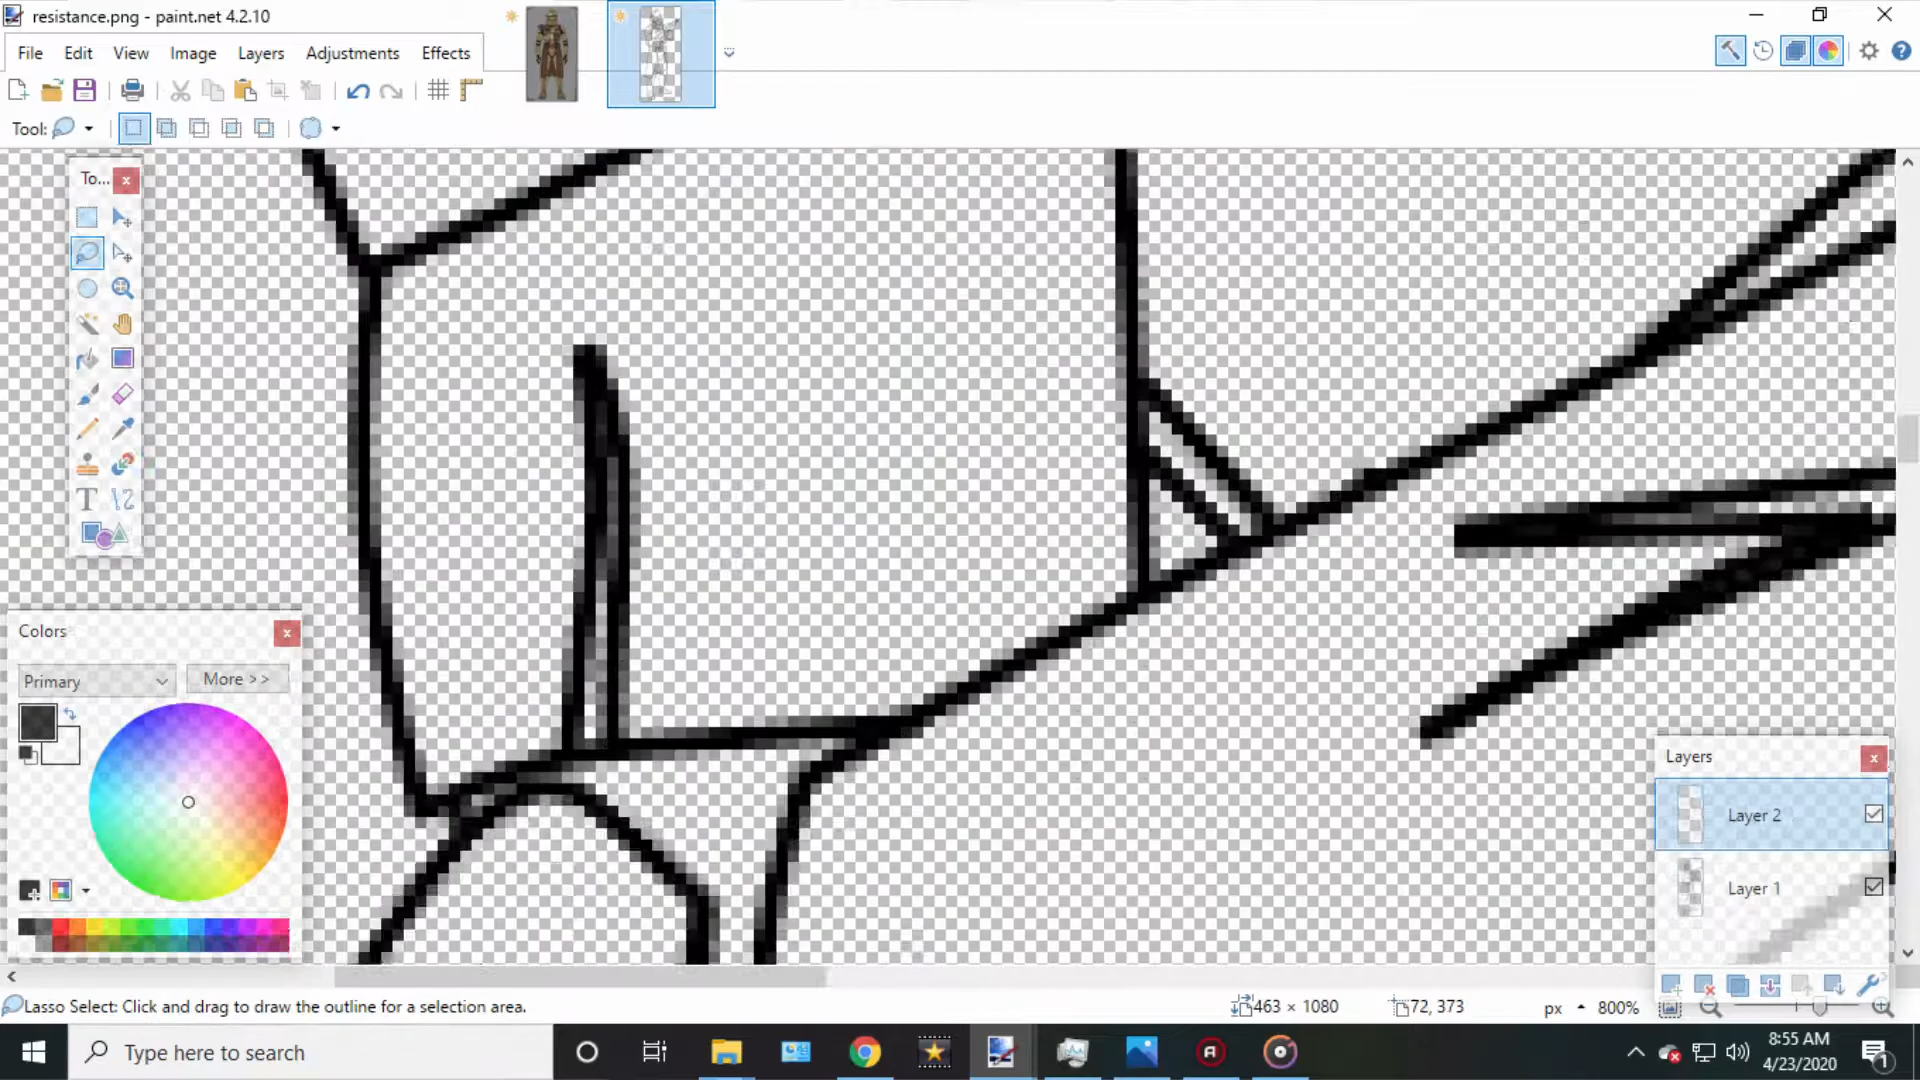 resistance.png - paint.net 4.2.10
File Edit View Image Layers Adjustments Effects
Tool:
To...
T
Colors
Primary
More >>
Layers
Layer 2
Layer 1
Lasso Select: Click and drag to draw the outline for a selection area.
463 × 1080
72, 373
px
800%
Type here to search
8:55 AM
4/23/2020
1